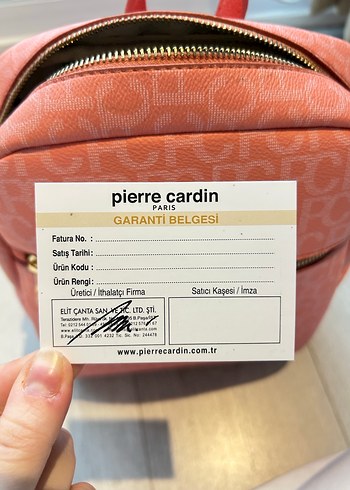 pierre cardin
PARIS
GARANTİ BELGESİ
Fatura No. :
Satış Tarihi :
Ürün Kodu :
Ürün Rengi :
Üretici / İthalatçı Firma
Satıcı Kaşesi / İmza
ELİT ÇANTA SAN. VE TİC. LTD. ŞTİ.
www.pierrecardin.com.tr